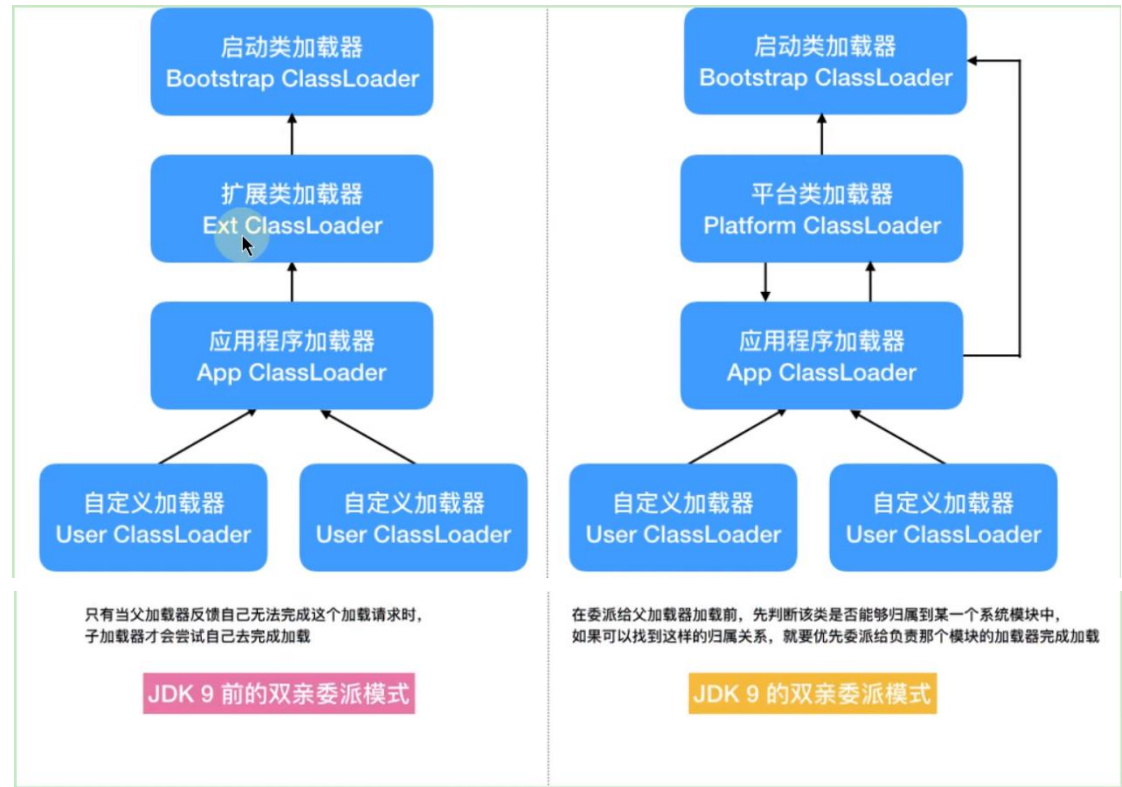 启动类加载器
Bootstrap ClassLoader
扩展类加载器
Ext ClassLoader
应用程序加载器
App ClassLoader
自定义加载器
User ClassLoader
自定义加载器
User ClassLoader
只有当父加载器反馈自己无法完成这个加载请求时，
子加载器才会尝试自己去完成加载
JDK 9 前的双亲委派模式
启动类加载器
Bootstrap ClassLoader
平台类加载器
Platform ClassLoader
应用程序加载器
App ClassLoader
自定义加载器
User ClassLoader
自定义加载器
User ClassLoader
在委派给父加载器加载前，先判断该类是否能够归属到某一个系统模块中，
如果可以找到这样的归属关系，就要优先委派给负责那个模块的加载器完成加载
JDK 9 的双亲委派模式